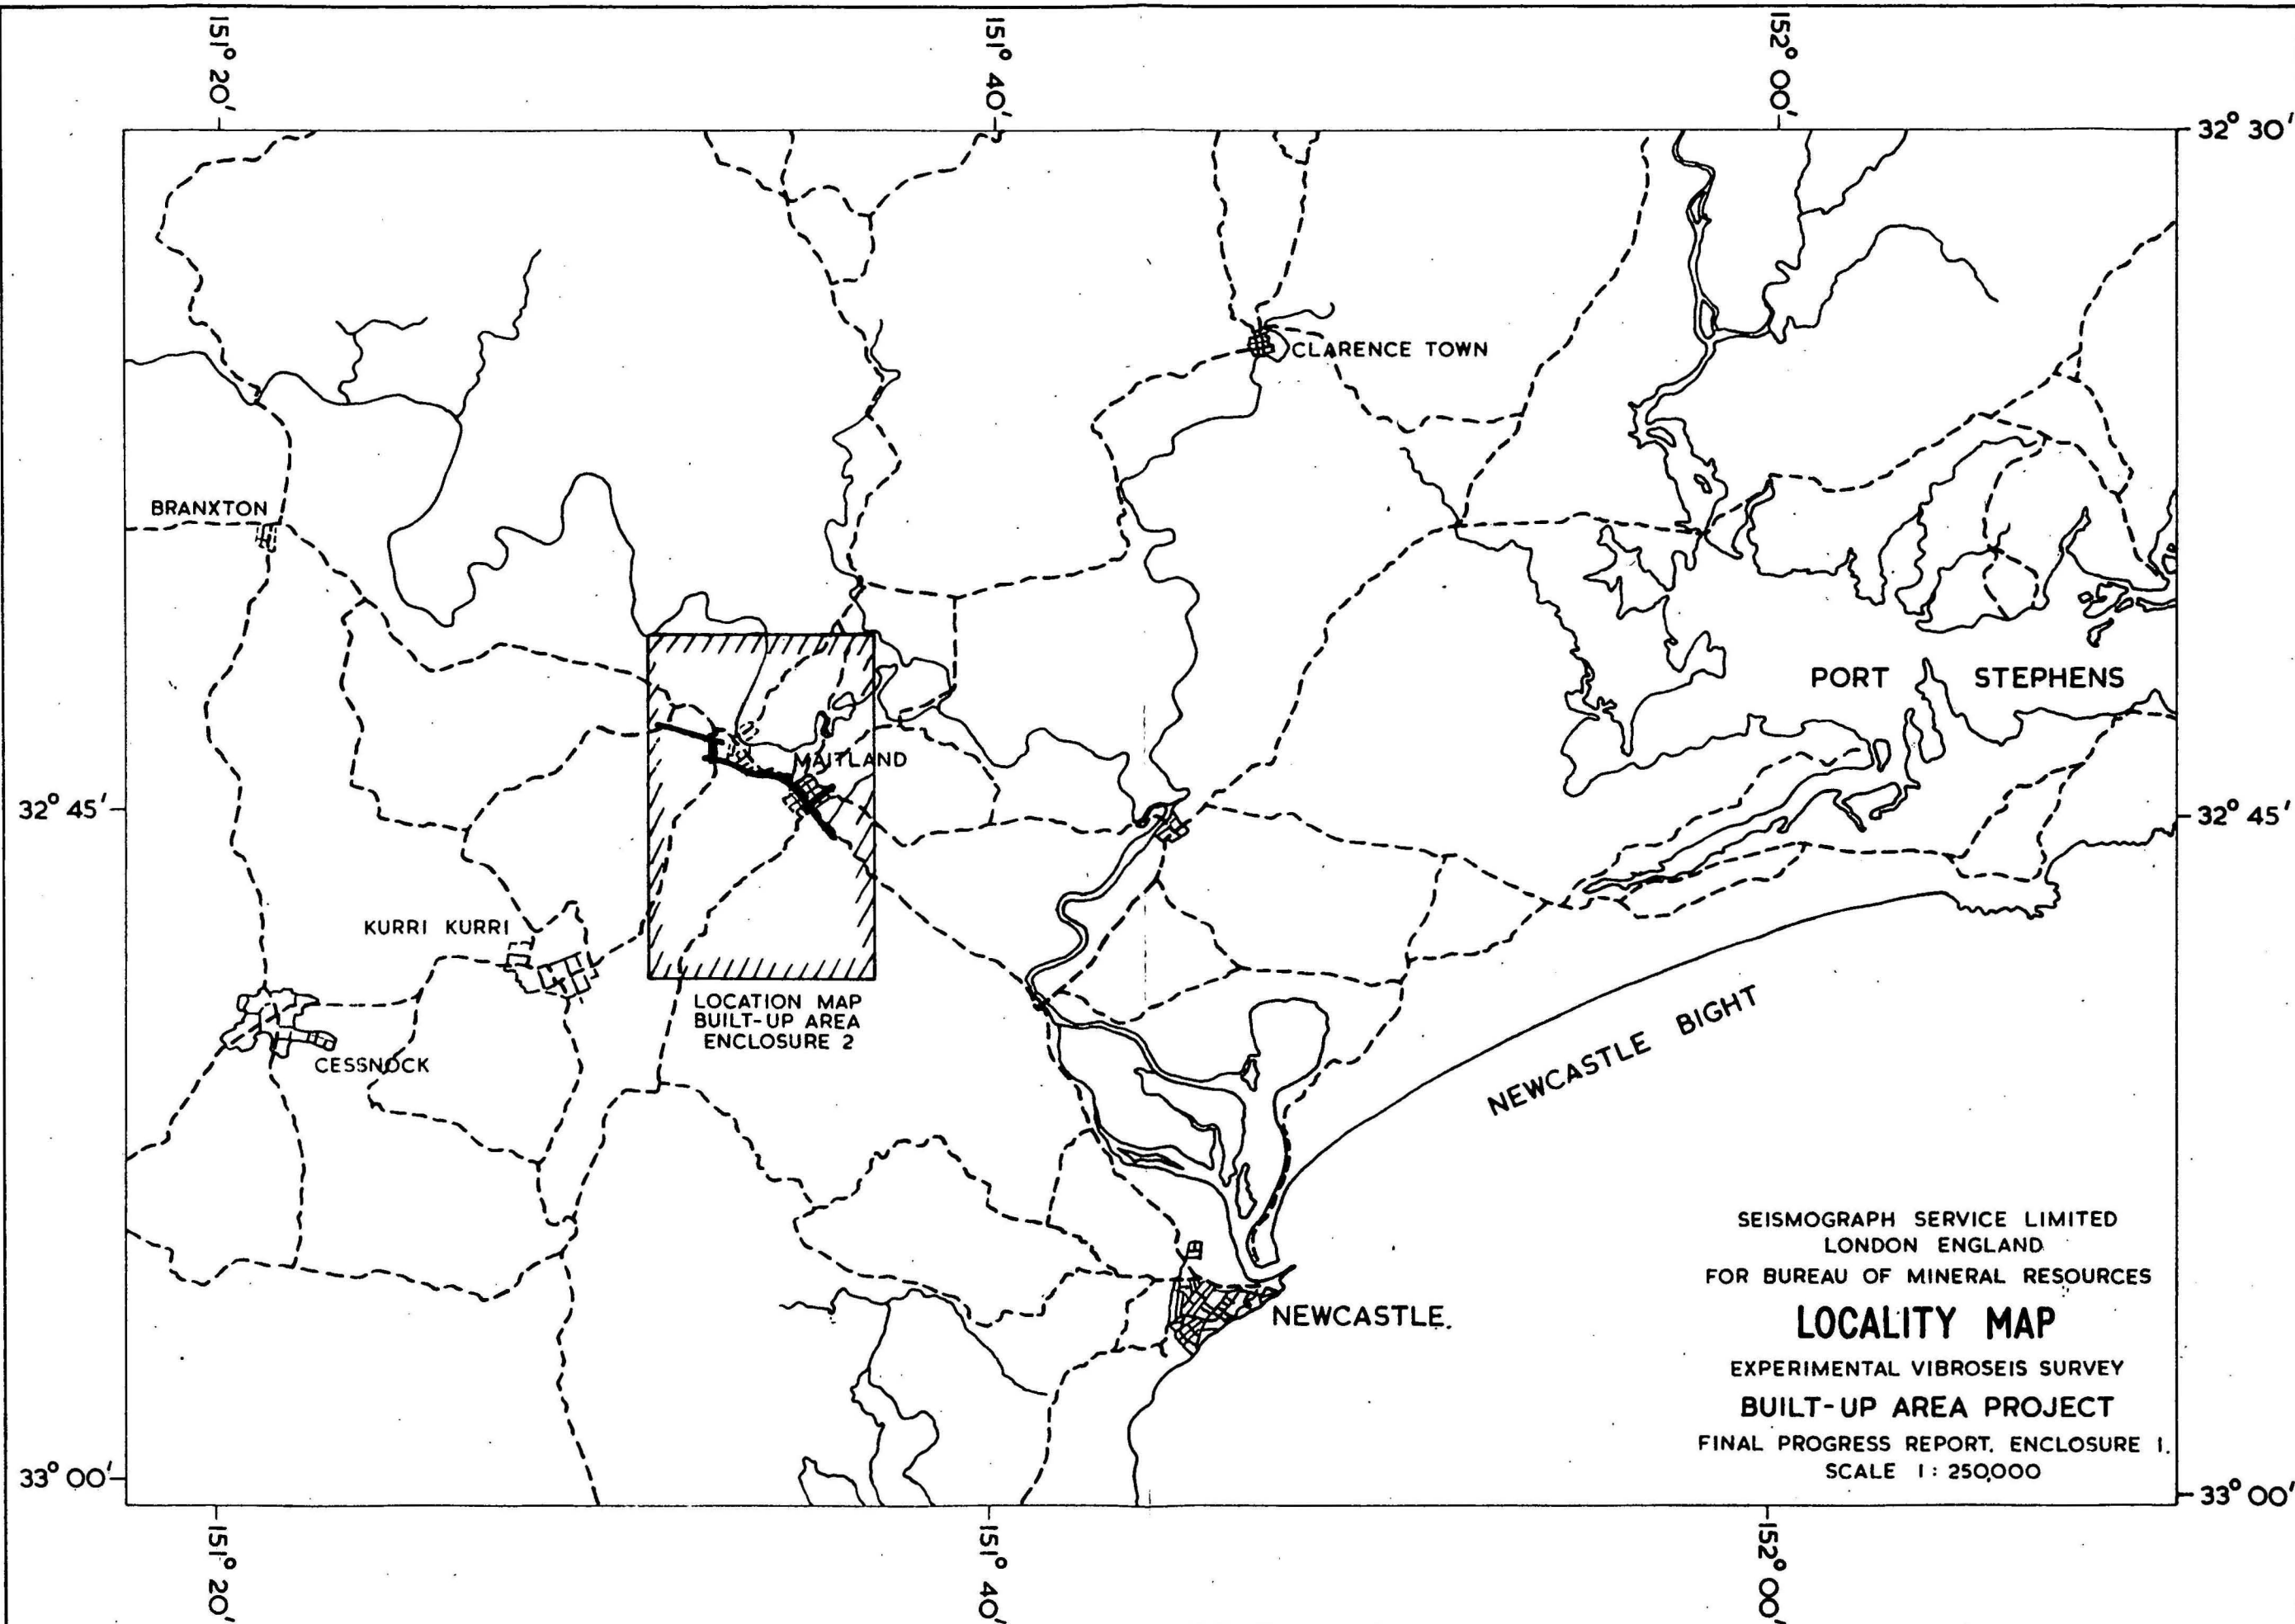 151° 20'
151° 40'
152° 00'
32° 30'
CLARENCE TOWN
BRANXTON
PORT STEPHENS
MAITLAND
32° 45'
32° 45'
KURRI KURRI
LOCATION MAP
BUILT-UP AREA
ENCLOSURE 2
CESSNOCK
NEWCASTLE BIGHT
NEWCASTLE.
SEISMOGRAPH SERVICE LIMITED
LONDON ENGLAND
FOR BUREAU OF MINERAL RESOURCES
LOCALITY MAP
EXPERIMENTAL VIBROSEIS SURVEY
BUILT-UP AREA PROJECT
FINAL PROGRESS REPORT. ENCLOSURE 1.
SCALE 1 : 250,000
33° 00'
33° 00'
151° 20'
151° 40'
152° 00'